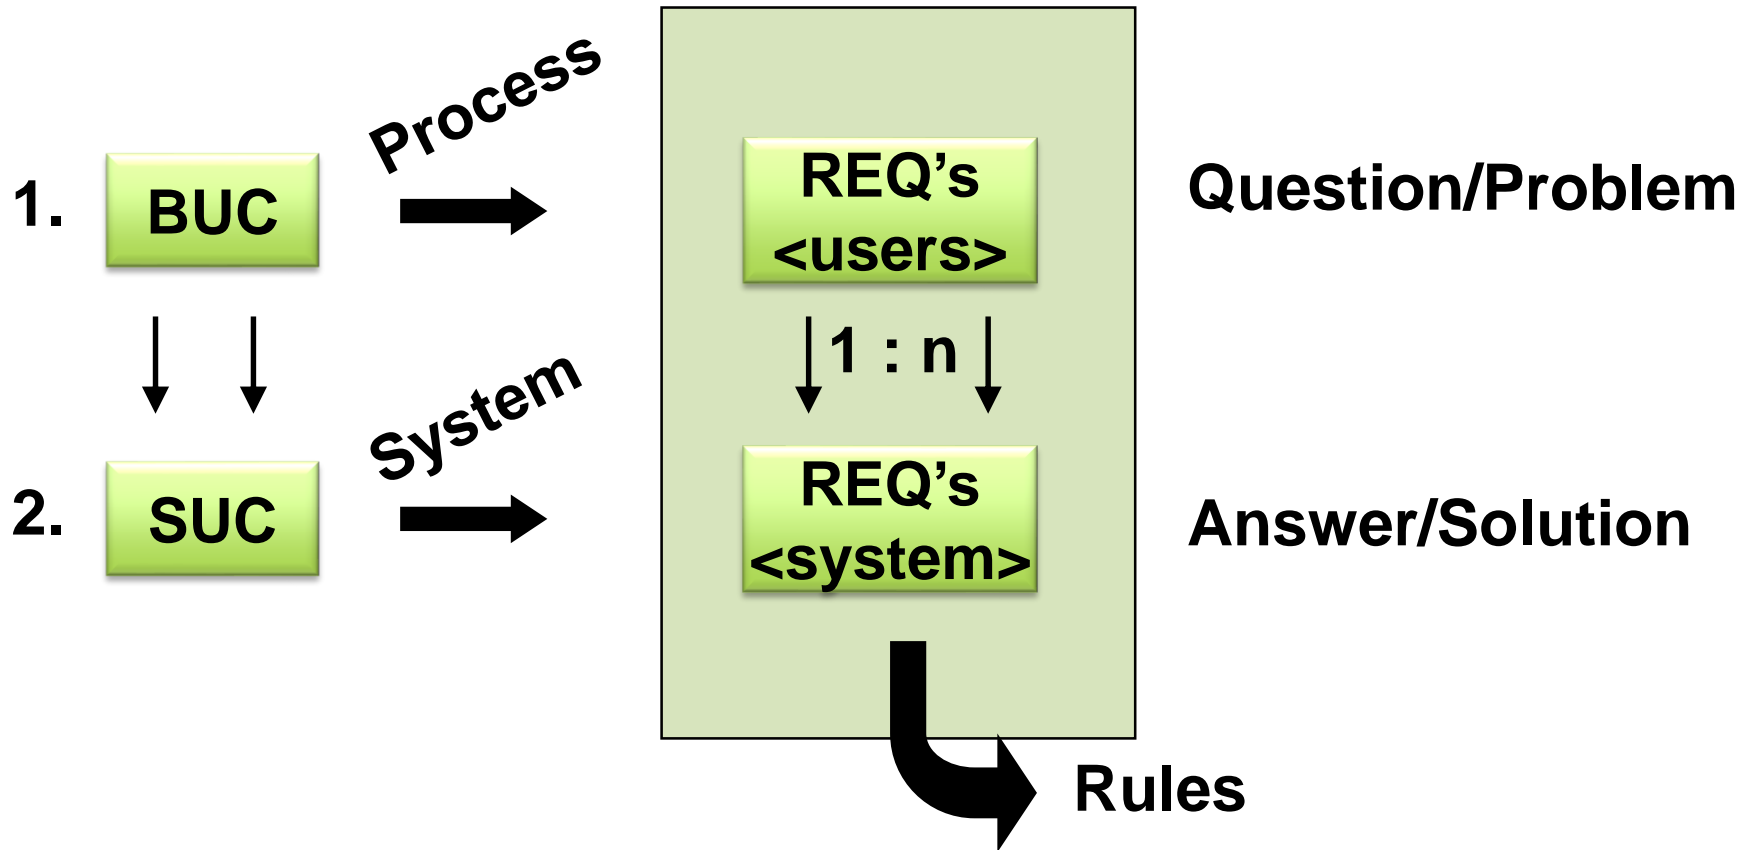 Process
1.
BUC
REQ’s
<users>
Question/Problem
1 : n
System
2.
SUC
REQ’s
<system>
Answer/Solution
Rules